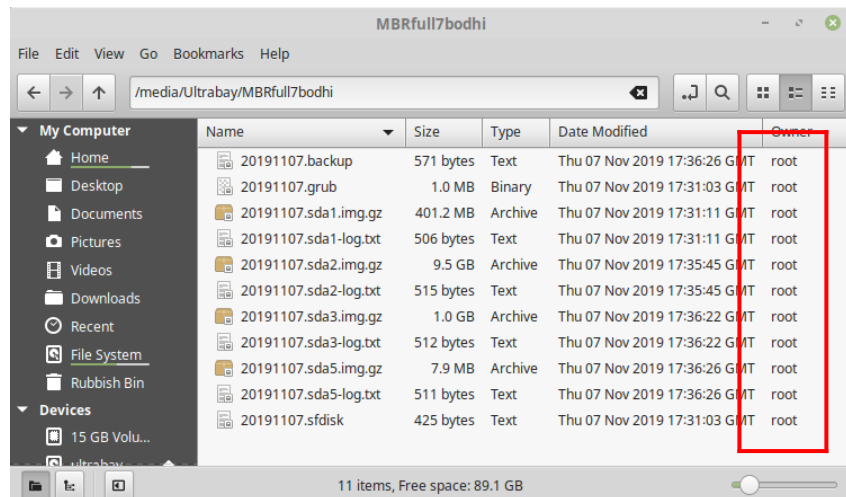 MBRfull7bodhi
File Edit View Go Bookmarks Help
/media/Ultrabay/MBRfull7bodhi
My Computer
Home
Desktop
Documents
Pictures
Videos
Downloads
Recent
File System
Rubbish Bin
Devices
15 GB Volu...
ultrabay
Name Size Type Date Modified Owner
20191107.backup 571 bytes Text Thu 07 Nov 2019 17:36:26 GMT root
20191107.grub 1.0 MB Binary Thu 07 Nov 2019 17:31:03 GMT root
20191107.sda1.img.gz 401.2 MB Archive Thu 07 Nov 2019 17:31:11 GMT root
20191107.sda1-log.txt 506 bytes Text Thu 07 Nov 2019 17:31:11 GMT root
20191107.sda2.img.gz 9.5 GB Archive Thu 07 Nov 2019 17:35:45 GMT root
20191107.sda2-log.txt 515 bytes Text Thu 07 Nov 2019 17:35:45 GMT root
20191107.sda3.img.gz 1.0 GB Archive Thu 07 Nov 2019 17:36:22 GMT root
20191107.sda3-log.txt 512 bytes Text Thu 07 Nov 2019 17:36:22 GMT root
20191107.sda5.img.gz 7.9 MB Archive Thu 07 Nov 2019 17:36:26 GMT root
20191107.sda5-log.txt 511 bytes Text Thu 07 Nov 2019 17:36:26 GMT root
20191107.sfdisk 425 bytes Text Thu 07 Nov 2019 17:31:03 GMT root
11 items, Free space: 89.1 GB